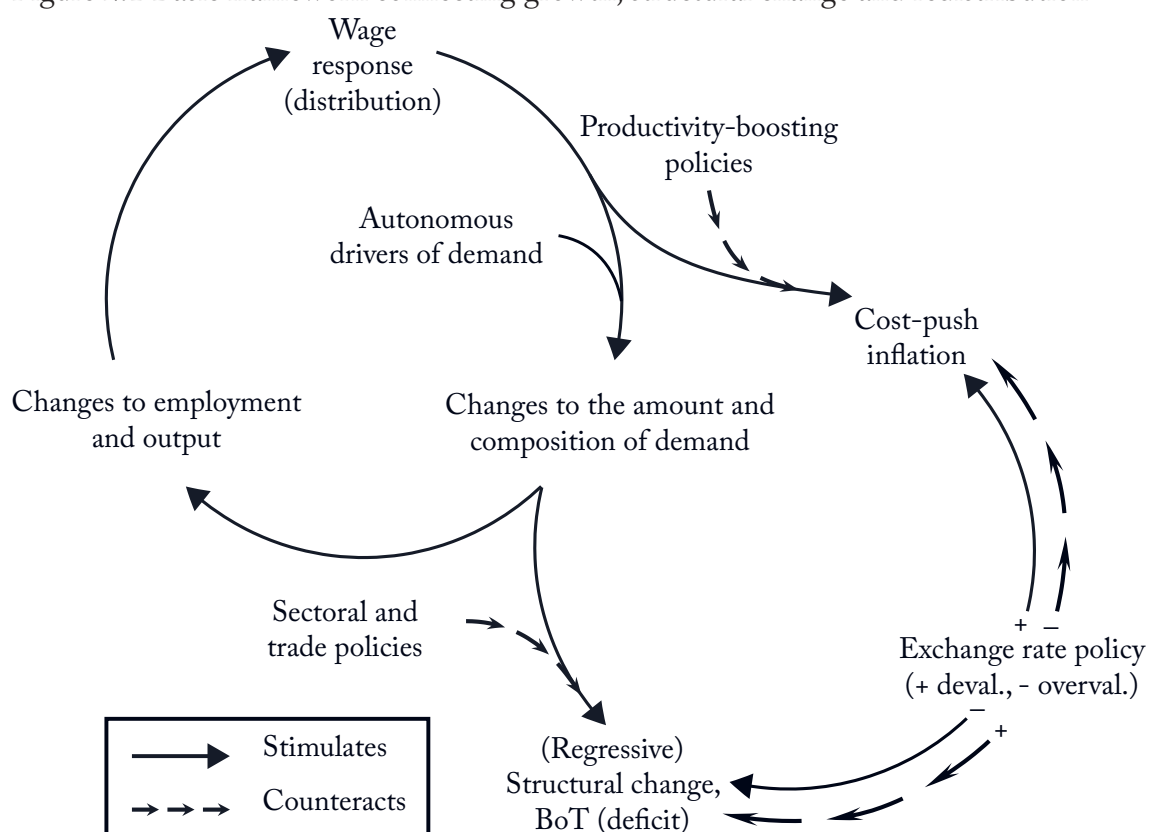 Wage
response
(distribution)
Productivity-boosting
policies
Autonomous
drivers of demand
Cost-push
inflation
Changes to employment
and output
Changes to the amount and
composition of demand
Sectoral and
trade policies
+ –
Exchange rate policy
(+ deval., - overval.)
–
+
(Regressive)
Structural change,
BoT (deficit)
Stimulates
Counteracts